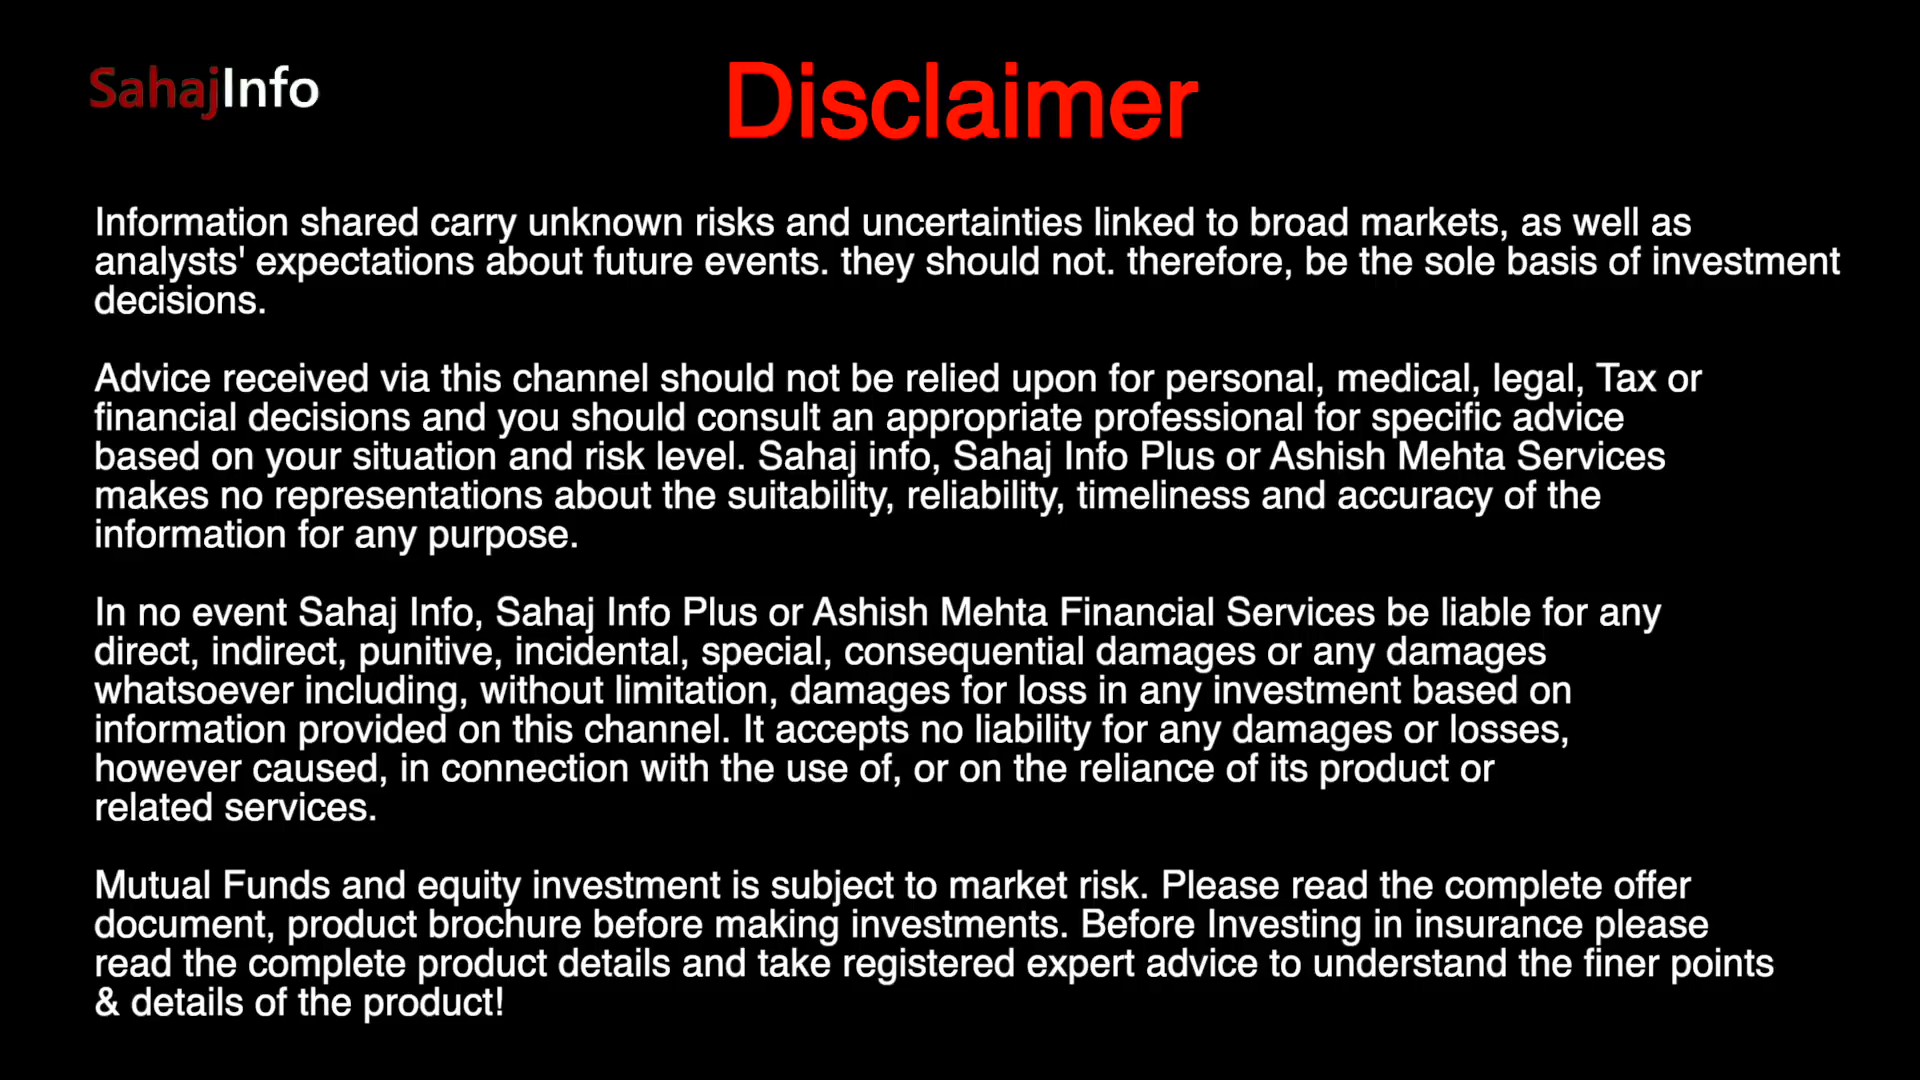 SahajInfo
Disclaimer
Information shared carry unknown risks and uncertainties linked to broad markets, as well as
analysts' expectations about future events. they should not. therefore, be the sole basis of investment
decisions.
Advice received via this channel should not be relied upon for personal, medical, legal, Tax or
financial decisions and you should consult an appropriate professional for specific advice
based on your situation and risk level. Sahaj info, Sahaj Info Plus or Ashish Mehta Services
makes no representations about the suitability, reliability, timeliness and accuracy of the
information for any purpose.
In no event Sahaj Info, Sahaj Info Plus or Ashish Mehta Financial Services be liable for any
direct, indirect, punitive, incidental, special, consequential damages or any damages
whatsoever including, without limitation, damages for loss in any investment based on
information provided on this channel. It accepts no liability for any damages or losses,
however caused, in connection with the use of, or on the reliance of its product or
related services.
Mutual Funds and equity investment is subject to market risk. Please read the complete offer
document, product brochure before making investments. Before Investing in insurance please
read the complete product details and take registered expert advice to understand the finer points
& details of the product!